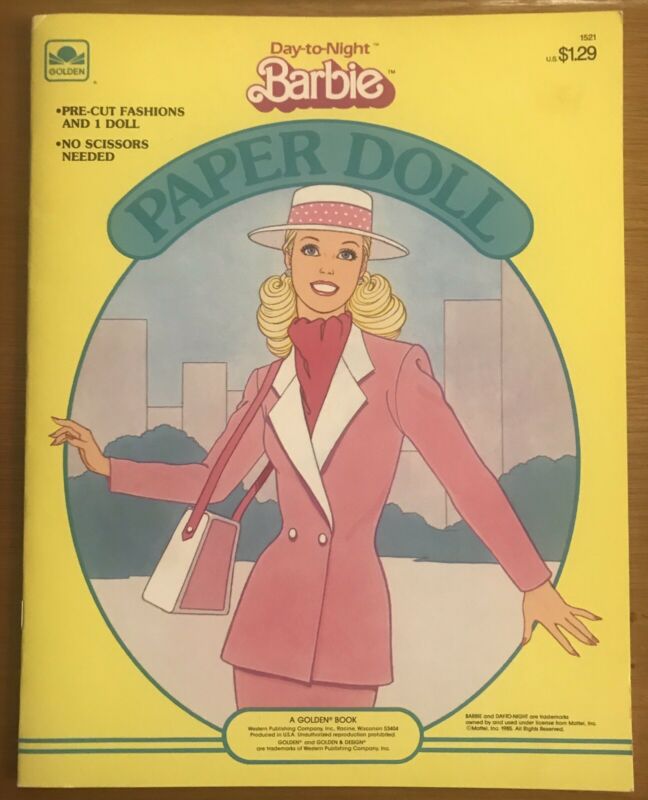 GOLDEN
Day-to-Night™
Barbie™
1521
U.S. $1.29
•PRE-CUT FASHIONS
AND 1 DOLL
•NO SCISSORS
NEEDED
PAPER DOLL
A GOLDEN® BOOK
Western Publishing Company, Inc. Racine, Wisconsin 53404
Produced in U.S.A. Unauthorized reproduction prohibited.
GOLDEN® and GOLDEN & DESIGN®
are trademarks of Western Publishing Company, Inc.
BARBIE and DAY-TO-NIGHT are trademarks
owned by and used under license from Mattel, Inc.
©Mattel, Inc. 1985. All Rights Reserved.